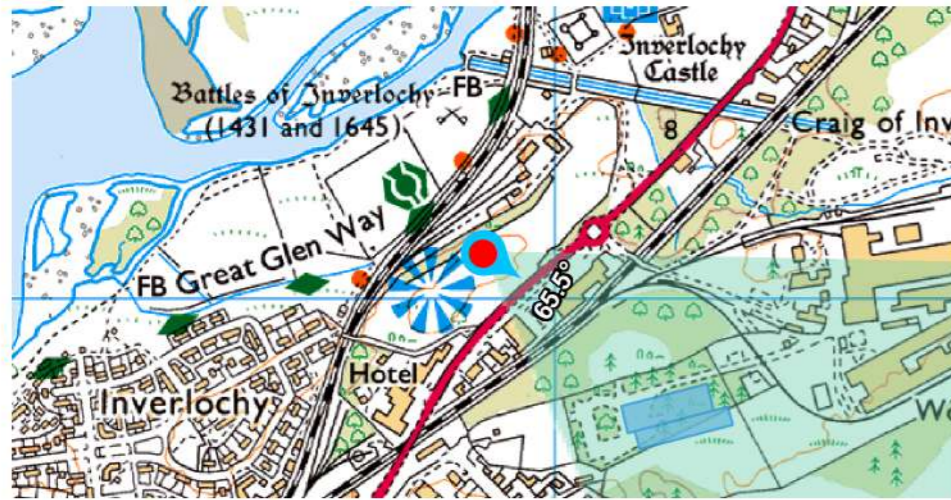 Inverlochy
Castle
Battles of Inverlochy
(1431 and 1645)
FB
8
Craig of Inv
FB Great Glen Way
65.5°
Hotel
Inverlochy
W